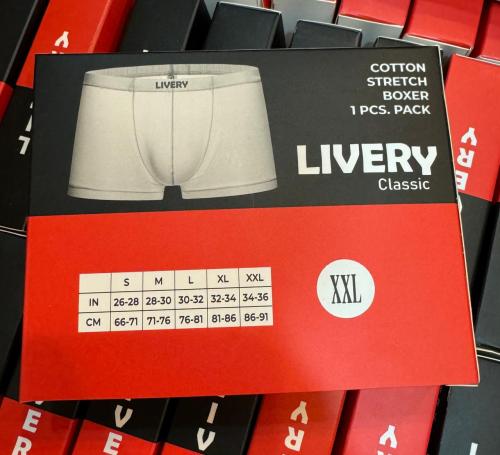 LIVERY
COTTON
STRETCH
BOXER
1 PCS. PACK
LIVERY
Classic
S M L XL XXL
IN 26-28 28-30 30-32 32-34 34-36
CM 66-71 71-76 76-81 81-86 86-91
XXL